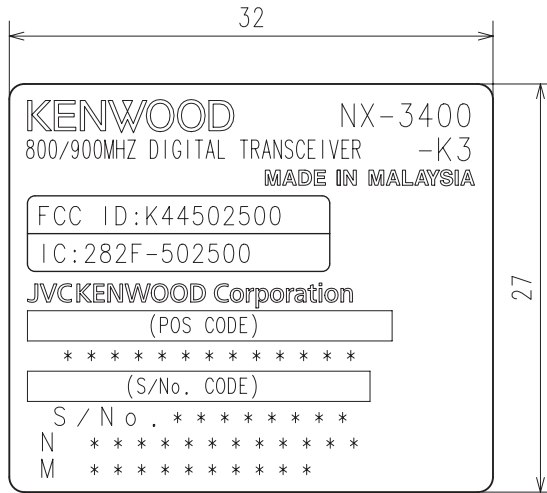 32
KENWOOD NX-3400
800/900MHZ DIGITAL TRANSCEIVER -K3
MADE IN MALAYSIA
FCC ID:K44502500
IC:282F-502500
JVCKENWOOD Corporation
(POS CODE)
* * * * * * * * * * * * *
(S/No. CODE)
S/No. * * * * * * * *
N * * * * * * * * * * * *
M * * * * * * * * * *
27